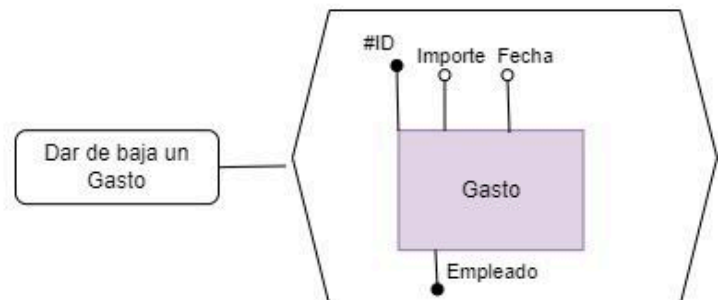 #ID
Importe Fecha
Dar de baja un
Gasto
Gasto
Empleado